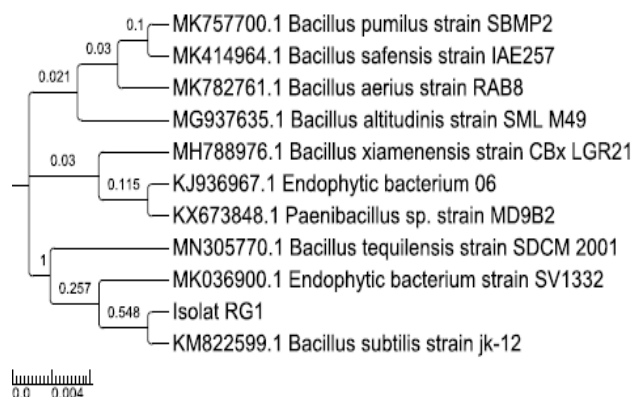 0.1
MK757700.1 Bacillus pumilus strain SBMP2
0.03
MK414964.1 Bacillus safensis strain IAE257
0.021
MK782761.1 Bacillus aerius strain RAB8
MG937635.1 Bacillus altitudinis strain SML M49
0.03
MH788976.1 Bacillus xiamenensis strain CBx LGR21
0.115
KJ936967.1 Endophytic bacterium 06
KX673848.1 Paenibacillus sp. strain MD9B2
1
MN305770.1 Bacillus tequilensis strain SDCM 2001
0.257
MK036900.1 Endophytic bacterium strain SV1332
0.548
Isolat RG1
KM822599.1 Bacillus subtilis strain jk-12
0.0 0.004